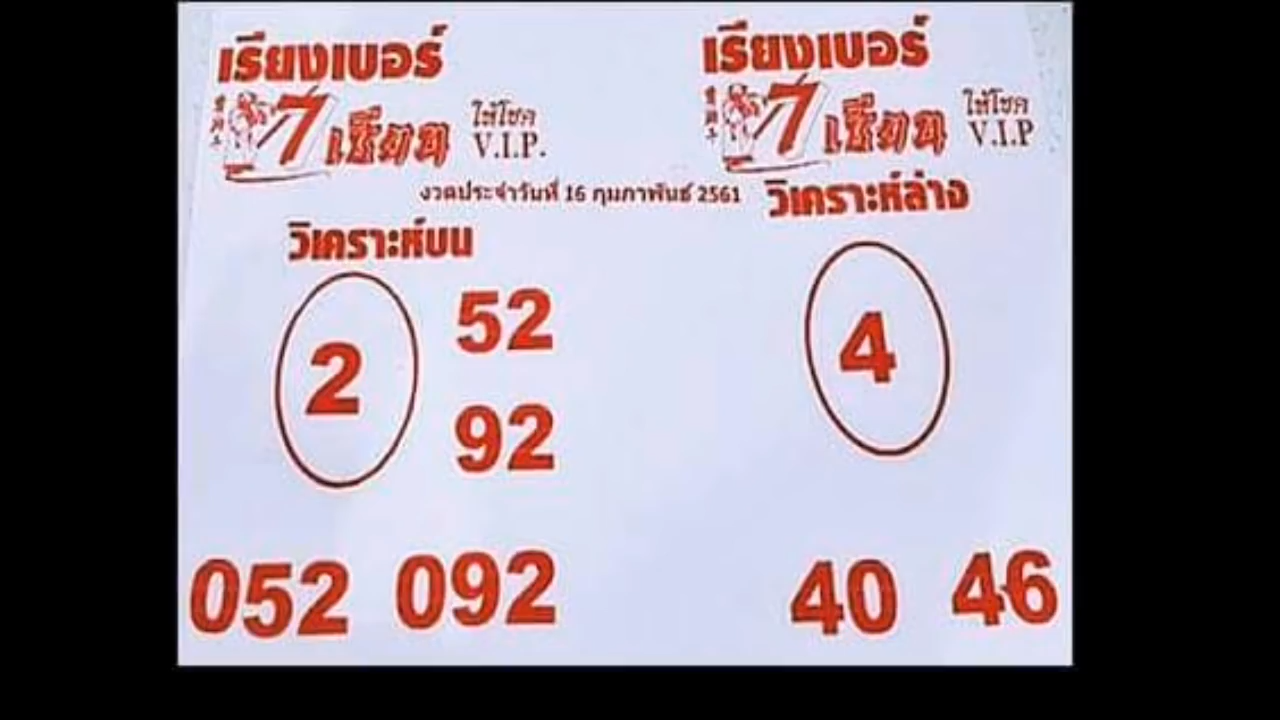 เรียงเบอร์
7 เซียน
ให้โชค
V.I.P.
เรียงเบอร์
7 เซียน
ให้โชค
V.I.P
งวดประจำวันที่ 16 กุมภาพันธ์ 2561
วิเคราะห์บน
2
52
92
052 092
วิเคราะห์ล่าง
4
40 46